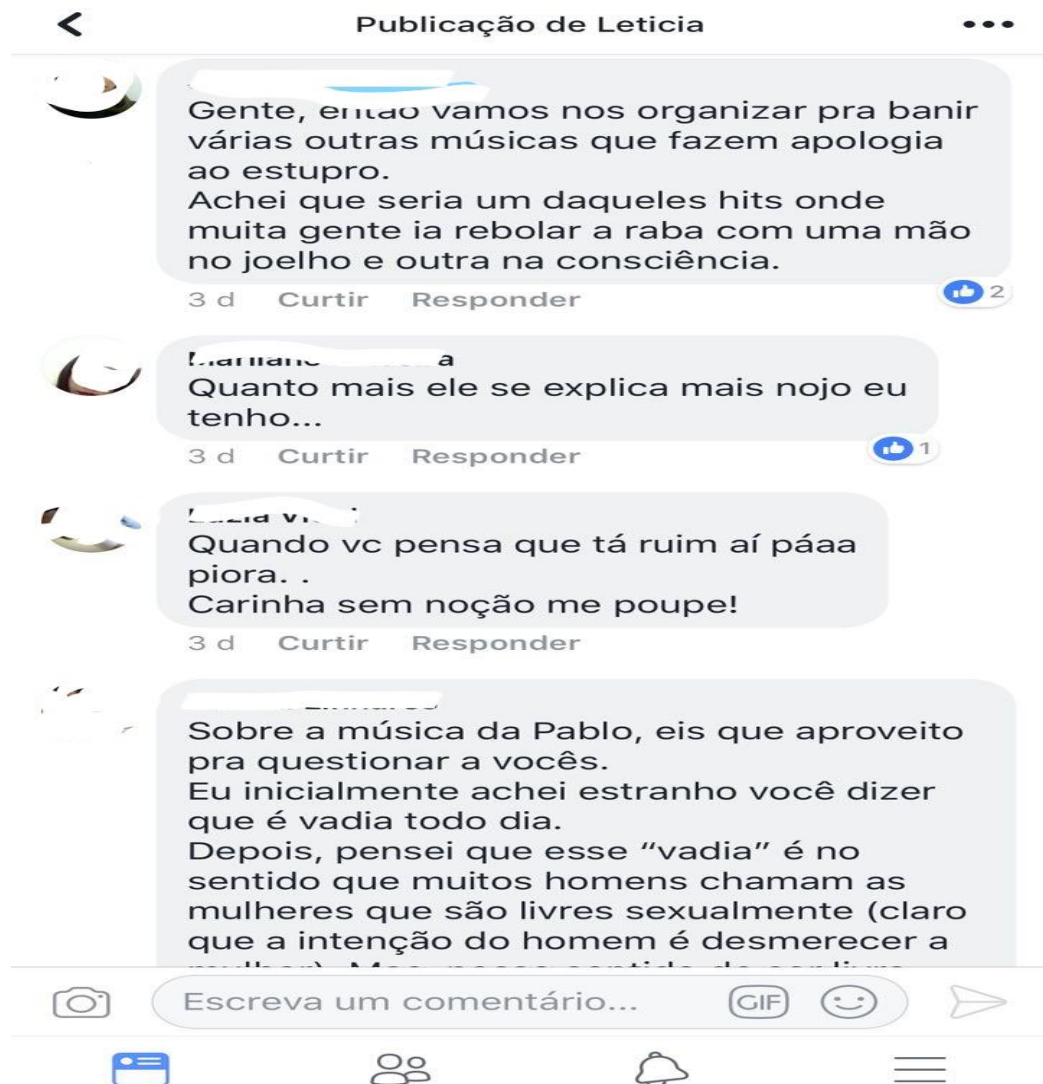 Publicação de Leticia
Gente, então vamos nos organizar pra banir
várias outras músicas que fazem apologia
ao estupro.
Achei que seria um daqueles hits onde
muita gente ia rebolar a raba com uma mão
no joelho e outra na consciência.
3 d Curtir Responder
2
Quanto mais ele se explica mais nojo eu
tenho...
3 d Curtir Responder
1
Quando vc pensa que tá ruim aí páaa
piora. .
Carinha sem noção me poupe!
3 d Curtir Responder
Sobre a música da Pablo, eis que aproveito
pra questionar a vocês.
Eu inicialmente achei estranho você dizer
que é vadia todo dia.
Depois, pensei que esse “vadia” é no
sentido que muitos homens chamam as
mulheres que são livres sexualmente (claro
que a intenção do homem é desmerecer a
Escreva um comentário...
GIF